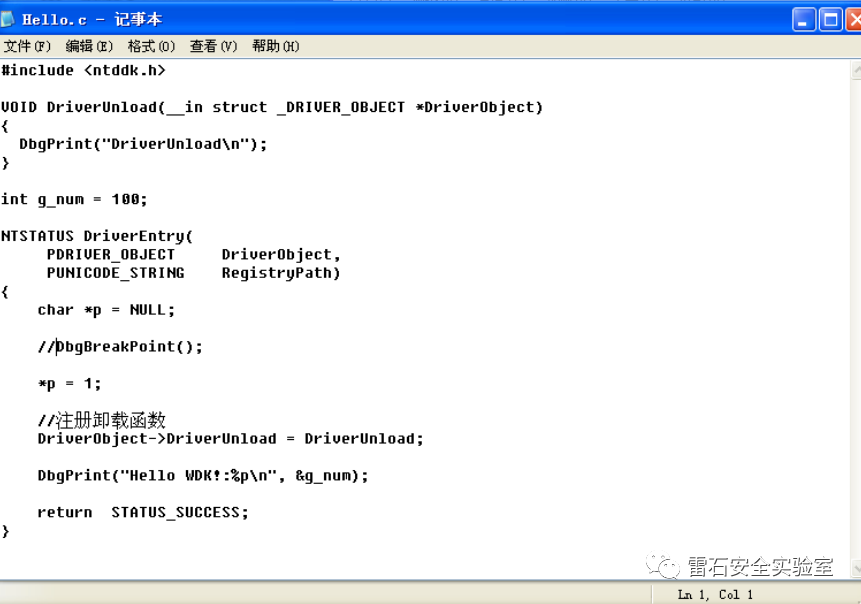 Hello.c - 记事本
文件(F) 编辑(E) 格式(O) 查看(V) 帮助(H)
#include <ntddk.h>
VOID DriverUnload(__in struct _DRIVER_OBJECT *DriverObject)
{
  DbgPrint("DriverUnload\n");
}
int g_num = 100;
NTSTATUS DriverEntry(
     PDRIVER_OBJECT     DriverObject,
     PUNICODE_STRING    RegistryPath)
{
    char *p = NULL;
    //DbgBreakPoint();
    *p = 1;
    //注册卸载函数
    DriverObject->DriverUnload = DriverUnload;
    DbgPrint("Hello WDK!:%p\n", &g_num);
    return  STATUS_SUCCESS;
}
雷石安全实验室
Ln 1, Col 1